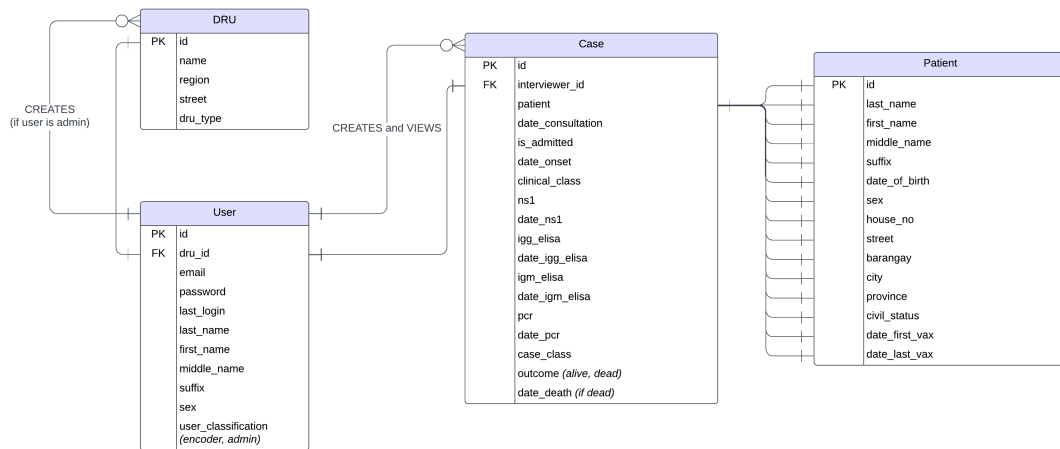 DRU
PK id
name
region
street
dru_type
CREATES
(if user is admin)
User
PK id
FK dru_id
email
password
last_login
last_name
first_name
middle_name
suffix
sex
user_classification
(encoder, admin)
CREATES and VIEWS
Case
PK id
FK interviewer_id
patient
date_consultation
is_admitted
date_onset
clinical_class
ns1
date_ns1
igg_elisa
date_igg_elisa
igm_elisa
date_igm_elisa
pcr
date_pcr
case_class
outcome (alive, dead)
date_death (if dead)
Patient
PK id
last_name
first_name
middle_name
suffix
date_of_birth
sex
house_no
street
barangay
city
province
civil_status
date_first_vax
date_last_vax